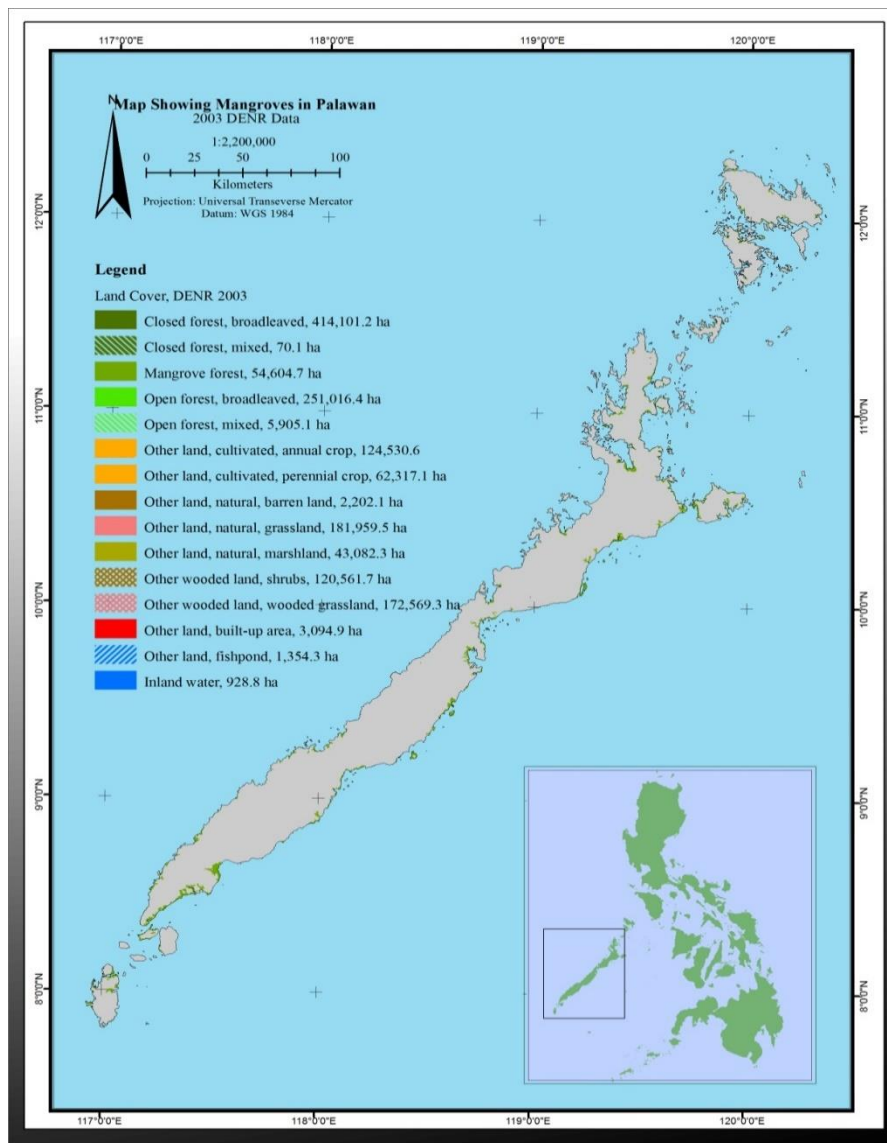 117°0'0"E 118°0'0"E 119°0'0"E 120°0'0"E
N
Map Showing Mangroves in Palawan
2003 DENR Data
1:2,200,000
0 25 50 100
Kilometers
Projection: Universal Transeverse Mercator
Datum: WGS 1984
12°0'0"N 12°0'0"N
Legend
Land Cover, DENR 2003
Closed forest, broadleaved, 414,101.2 ha
Closed forest, mixed, 70.1 ha
Mangrove forest, 54,604.7 ha
Open forest, broadleaved, 251,016.4 ha
11°0'0"N 11°0'0"N
Open forest, mixed, 5,905.1 ha
Other land, cultivated, annual crop, 124,530.6
Other land, cultivated, perennial crop, 62,317.1 ha
Other land, natural, barren land, 2,202.1 ha
Other land, natural, grassland, 181,959.5 ha
Other land, natural, marshland, 43,082.3 ha
Other wooded land, shrubs, 120,561.7 ha
Other wooded land, wooded grassland, 172,569.3 ha
10°0'0"N 10°0'0"N
Other land, built-up area, 3,094.9 ha
Other land, fishpond, 1,354.3 ha
Inland water, 928.8 ha
9°0'0"N 9°0'0"N
8°0'0"N 8°0'0"N
117°0'0"E 118°0'0"E 119°0'0"E 120°0'0"E